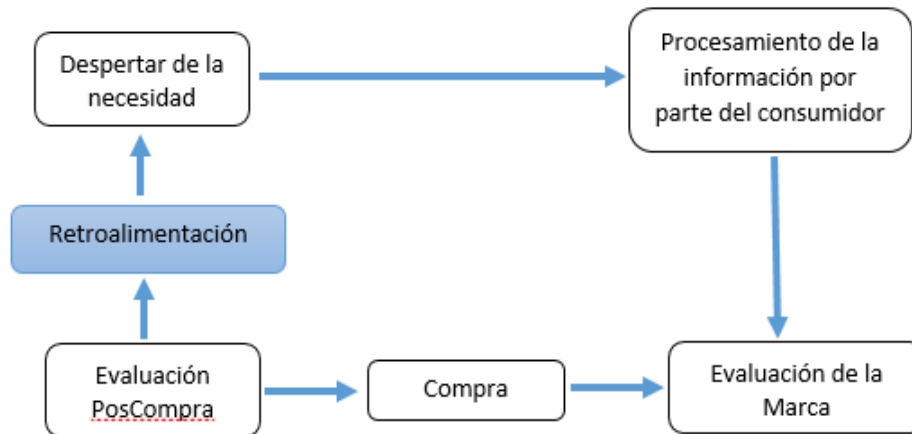 Despertar de la
necesidad
Procesamiento de la
información por
parte del consumidor
Retroalimentación
Evaluación
PosCompra
Compra
Evaluación de la
Marca